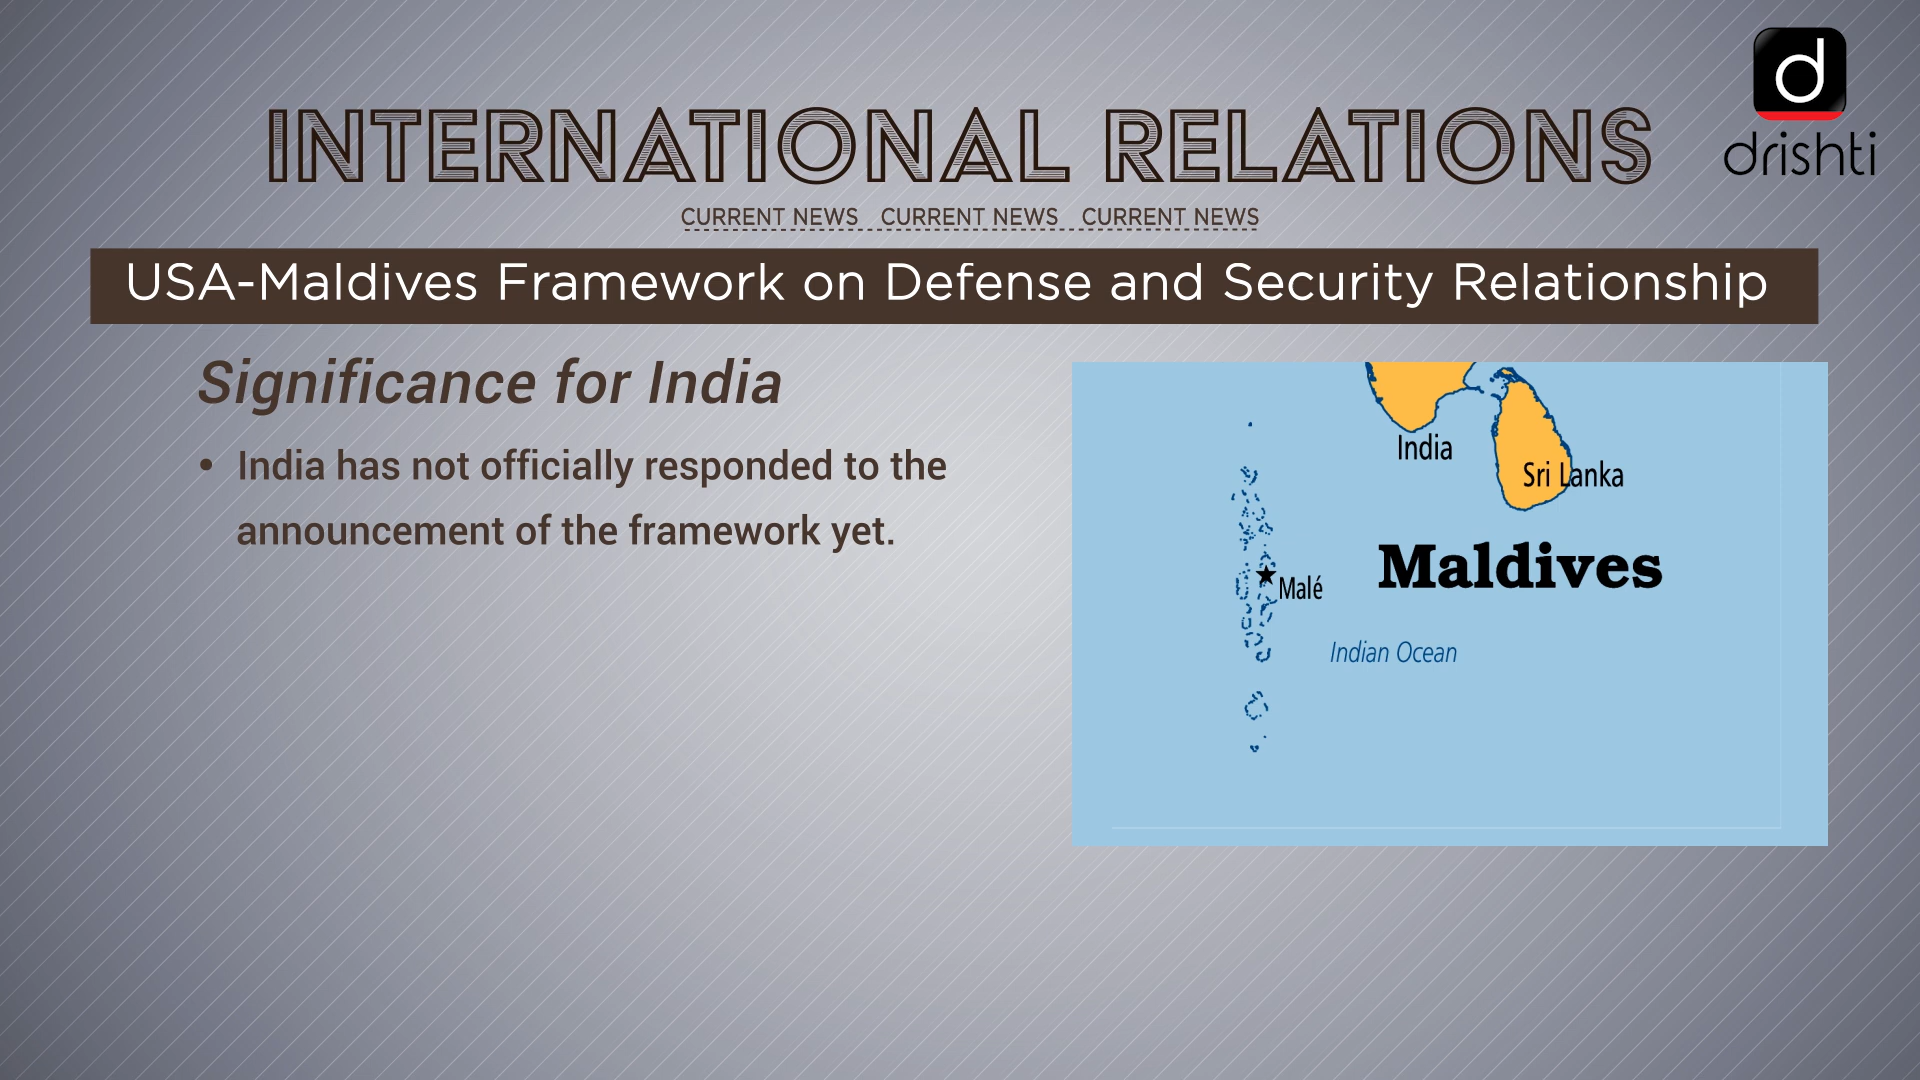 d
drishti
INTERNATIONAL RELATIONS
CURRENT NEWS CURRENT NEWS CURRENT NEWS
USA-Maldives Framework on Defense and Security Relationship
Significance for India
• India has not officially responded to the
announcement of the framework yet.
India
Sri Lanka
Maldives
Malé
Indian Ocean